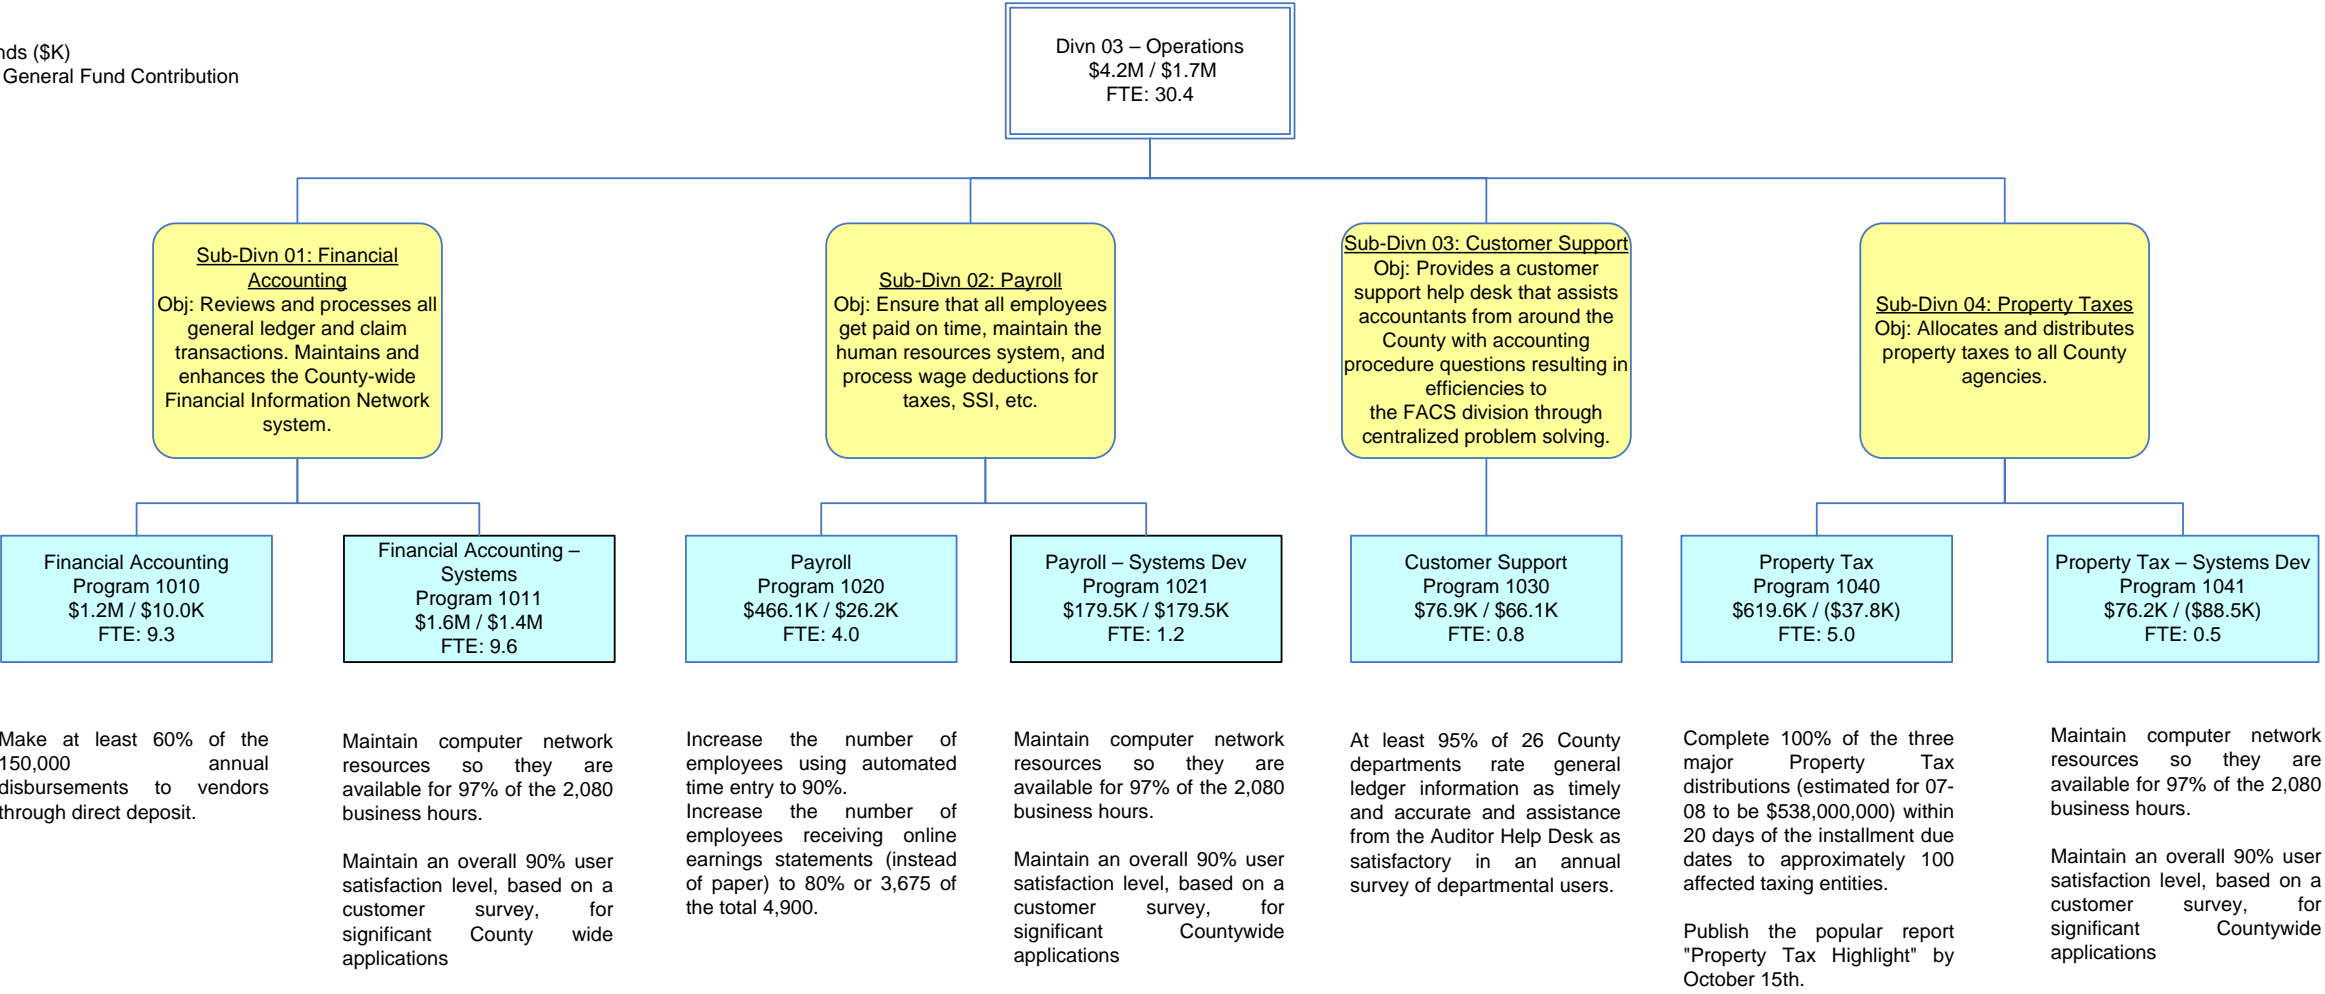 nds ($K)
General Fund Contribution
Divn 03 – Operations
$4.2M / $1.7M
FTE: 30.4
Sub-Divn 01: Financial
Accounting
Obj: Reviews and processes all
general ledger and claim
transactions. Maintains and
enhances the County-wide
Financial Information Network
system.
Sub-Divn 02: Payroll
Obj: Ensure that all employees
get paid on time, maintain the
human resources system, and
process wage deductions for
taxes, SSI, etc.
Sub-Divn 03: Customer Support
Obj: Provides a customer
support help desk that assists
accountants from around the
County with accounting
procedure questions resulting in
efficiencies to
the FACS division through
centralized problem solving.
Sub-Divn 04: Property Taxes
Obj: Allocates and distributes
property taxes to all County
agencies.
Financial Accounting
Program 1010
$1.2M / $10.0K
FTE: 9.3
Financial Accounting –
Systems
Program 1011
$1.6M / $1.4M
FTE: 9.6
Payroll
Program 1020
$466.1K / $26.2K
FTE: 4.0
Payroll – Systems Dev
Program 1021
$179.5K / $179.5K
FTE: 1.2
Customer Support
Program 1030
$76.9K / $66.1K
FTE: 0.8
Property Tax
Program 1040
$619.6K / ($37.8K)
FTE: 5.0
Property Tax – Systems Dev
Program 1041
$76.2K / ($88.5K)
FTE: 0.5
Make at least 60% of the
150,000 annual
disbursements to vendors
through direct deposit.
Maintain computer network
resources so they are
available for 97% of the 2,080
business hours.
Maintain an overall 90% user
satisfaction level, based on a
customer survey, for
significant County wide
applications
Increase the number of
employees using automated
time entry to 90%.
Increase the number of
employees receiving online
earnings statements (instead
of paper) to 80% or 3,675 of
the total 4,900.
Maintain computer network
resources so they are
available for 97% of the 2,080
business hours.
Maintain an overall 90% user
satisfaction level, based on a
customer survey, for
significant Countywide
applications
At least 95% of 26 County
departments rate general
ledger information as timely
and accurate and assistance
from the Auditor Help Desk as
satisfactory in an annual
survey of departmental users.
Complete 100% of the three
major Property Tax
distributions (estimated for 07-
08 to be $538,000,000) within
20 days of the installment due
dates to approximately 100
affected taxing entities.
Publish the popular report
"Property Tax Highlight" by
October 15th.
Maintain computer network
resources so they are
available for 97% of the 2,080
business hours.
Maintain an overall 90% user
satisfaction level, based on a
customer survey, for
significant Countywide
applications